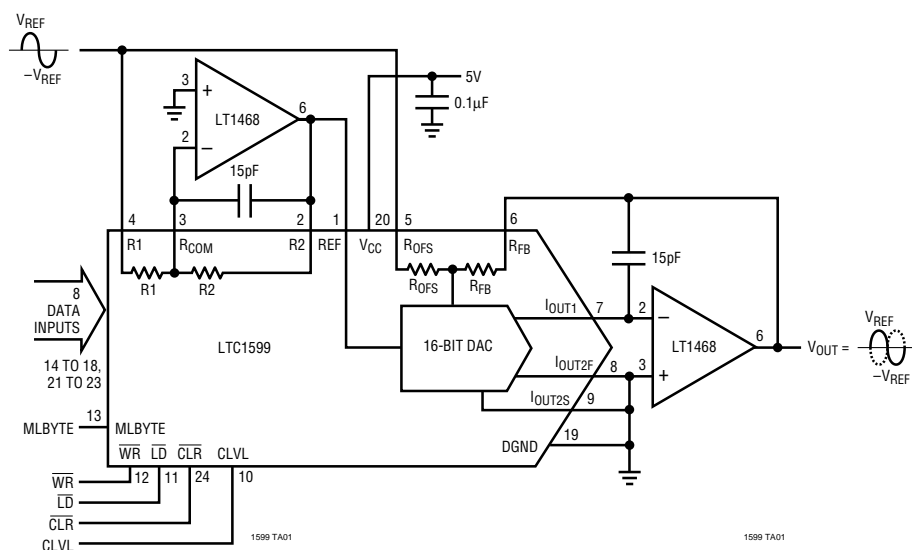 VREF
−VREF
5V
0.1µF
3
+
LT1468
6
2
−
15pF
4
3
2
1
20
5
6
R1
RCOM
R2
REF
VCC
ROFS
RFB
R1
R2
ROFS
RFB
15pF
8
DATA
INPUTS
14 TO 18,
21 TO 23
LTC1599
16-BIT DAC
IOUT1
7
IOUT2F
8
IOUT2S
9
2
−
LT1468
3
+
6
VOUT =
VREF
−VREF
13
MLBYTE
MLBYTE
DGND
19
WR
LD
CLR
CLVL
12
11
24
10
WR
LD
CLR
CLVL
1599 TA01
1599 TA01